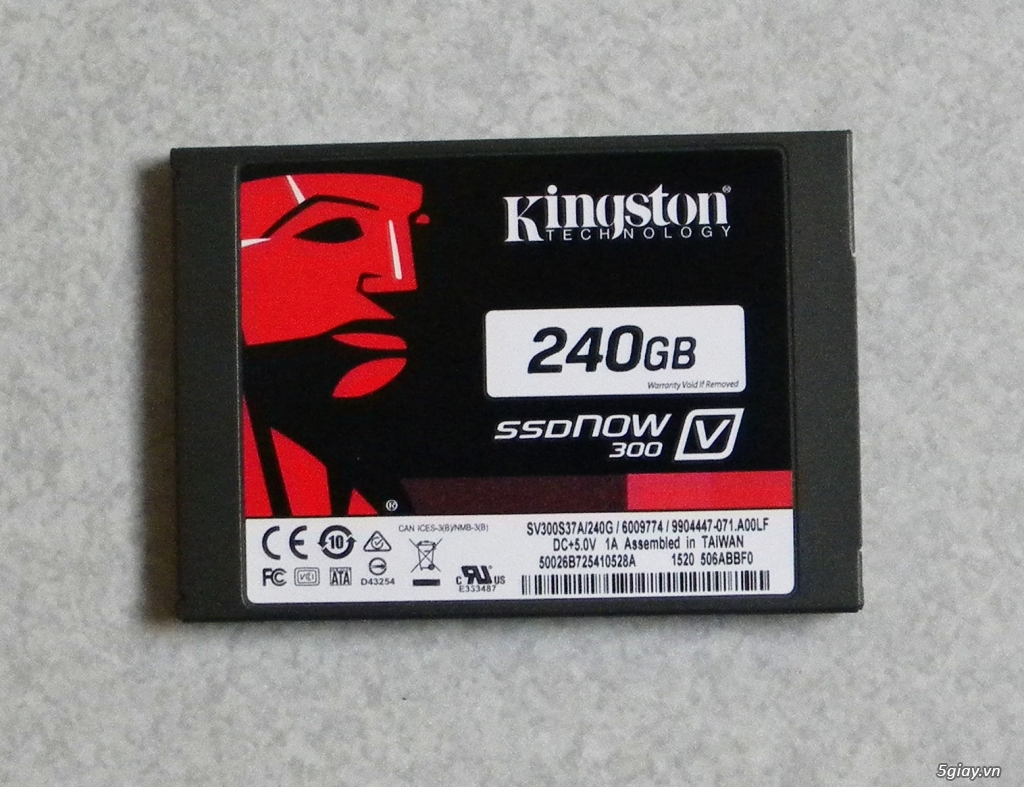 Kingston®
TECHNOLOGY
240GB
Warranty Void If Removed
SSDNOW V
300
®
CE 10 CAN ICES-3(B)/NMB-3(B)
SV300S37A/240G / 6009774 / 9904447-071.A00LF
DC+5.0V 1A Assembled in TAIWAN
50026B725410528A 1520 506ABBF0
FC VCI ATA D43254 c RU US
E333487
5giay.vn